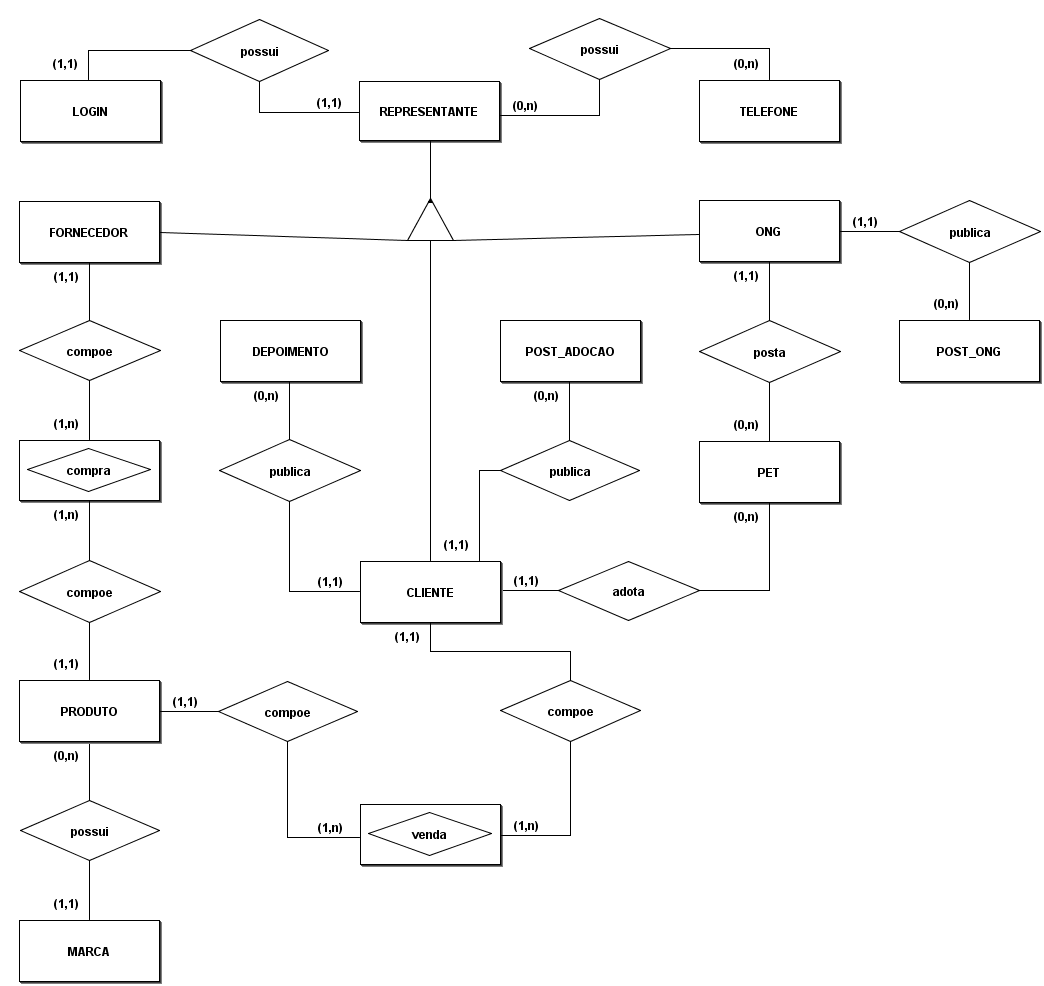 possui
possui
(1,1)
(0,n)
(1,1)
(0,n)
LOGIN
REPRESENTANTE
TELEFONE
FORNECEDOR
ONG
(1,1)
publica
(1,1)
(1,1)
(0,n)
compoe
DEPOIMENTO
POST_ADOCAO
posta
POST_ONG
(0,n)
(0,n)
(1,n)
(0,n)
compra
publica
publica
PET
(1,n)
(0,n)
(1,1)
(1,1)
(1,1)
compoe
CLIENTE
adota
(1,1)
(1,1)
(1,1)
PRODUTO
compoe
compoe
(0,n)
possui
(1,n)
venda
(1,n)
(1,1)
MARCA